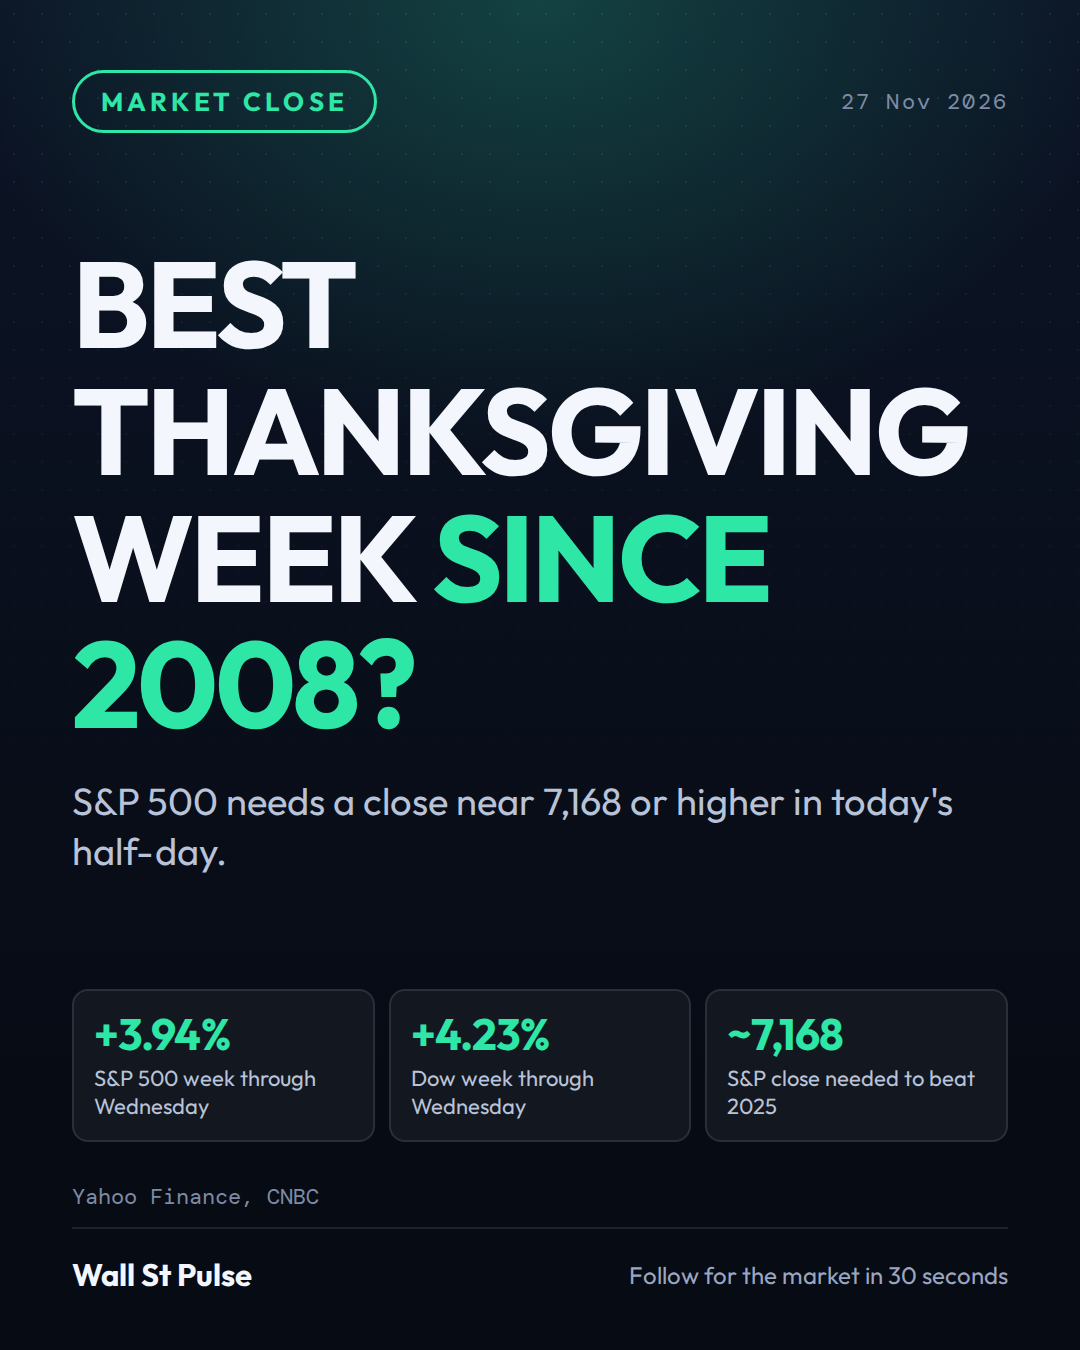 MARKET CLOSE
27 Nov 2026
BEST
THANKSGIVING
WEEK SINCE
2008?
S&P 500 needs a close near 7,168 or higher in today's
half-day.
+3.94%
S&P 500 week through
Wednesday
+4.23%
Dow week through
Wednesday
~7,168
S&P close needed to beat
2025
Yahoo Finance, CNBC
Wall St Pulse
Follow for the market in 30 seconds